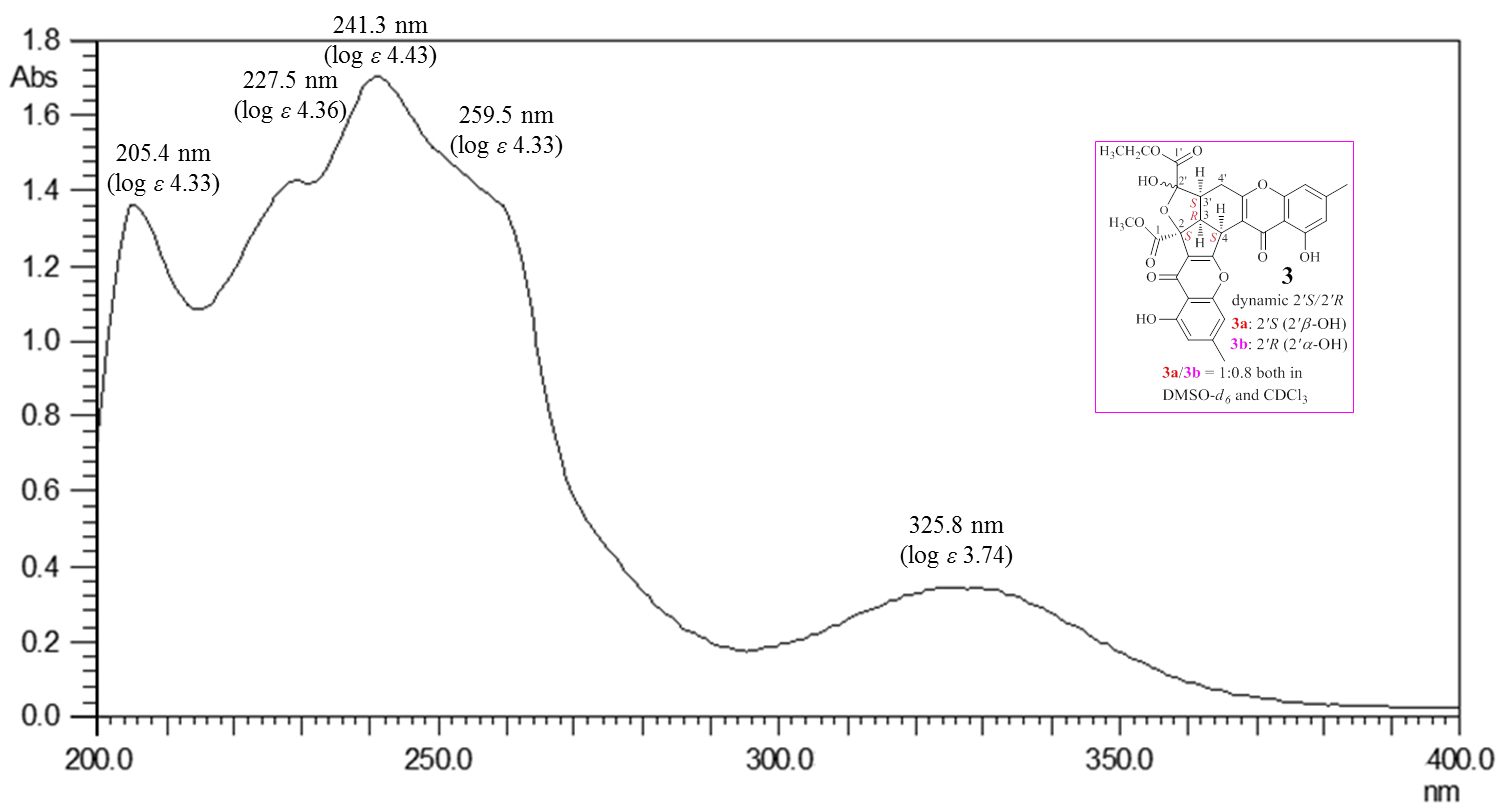 241.3 nm
(log ε 4.43)
227.5 nm
(log ε 4.36)
259.5 nm
(log ε 4.33)
205.4 nm
(log ε 4.33)
325.8 nm
(log ε 3.74)
1.8
Abs
1.6
1.4
1.2
1.0
0.8
0.6
0.4
0.2
0.0
200.0
250.0
300.0
350.0
400.0
nm
H₃CH₂CO
1'
O
HO
2'
H
4'
O
S
3'
R
3
H
O
H₃CO
1
2
S
H
S
4
O
OH
O
O
O
HO
3
dynamic 2'S/2'R
3a: 2'S (2'β-OH)
3b: 2'R (2'α-OH)
3a/3b = 1:0.8 both in
DMSO-d₆ and CDCl₃